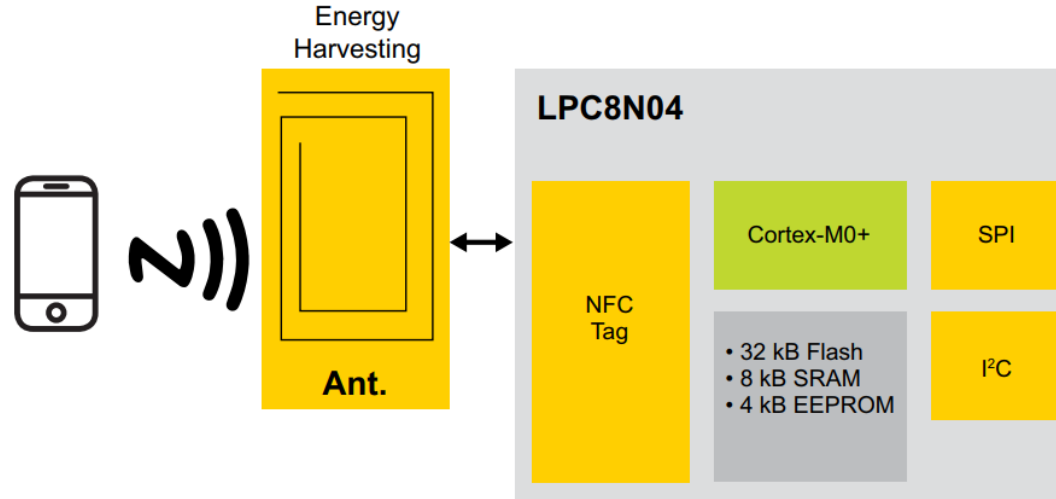 Energy
Harvesting
Ant.
LPC8N04
NFC
Tag
Cortex-M0+
• 32 kB Flash
• 8 kB SRAM
• 4 kB EEPROM
SPI
I²C